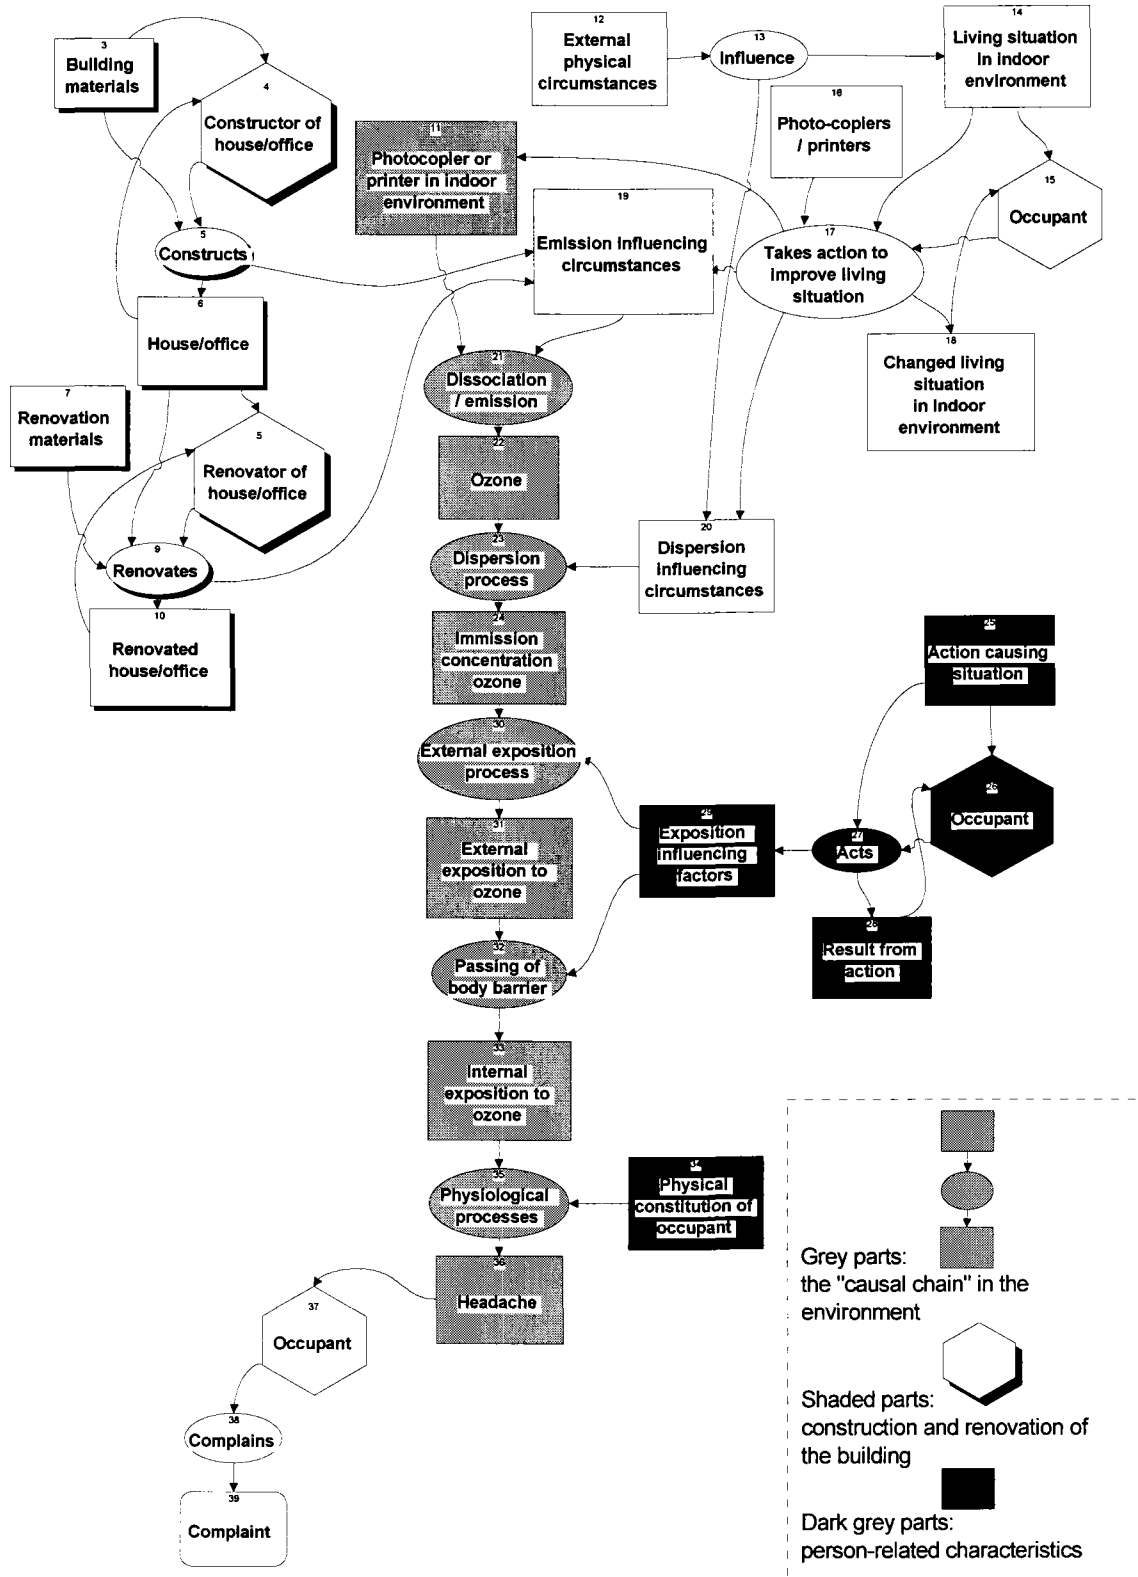 3
Building
materials
4
Constructor of
house/office
5
Constructs
6
House/office
7
Renovation
materials
5
Renovator of
house/office
9
Renovates
10
Renovated
house/office
11
Photocopier or
printer in indoor
environment
12
External
physical
circumstances
13
Influence
14
Living situation
in indoor
environment
16
Photo-copiers
/ printers
15
Occupant
17
Takes action to
improve living
situation
18
Changed living
situation
in indoor
environment
19
Emission influencing
circumstances
21
Dissociation
/ emission
22
Ozone
23
Dispersion
process
20
Dispersion
influencing
circumstances
24
Immission
concentration
ozone
30
External exposition
process
31
External
exposition to
ozone
32
Passing of
body barrier
33
Internal
exposition to
ozone
25
Action causing
situation
26
Occupant
27
Acts
28
Result from
action
29
Exposition
influencing
factors
34
Physical
constitution of
occupant
35
Physiological
processes
36
Headache
37
Occupant
38
Complains
39
Complaint
Grey parts:
the "causal chain" in the
environment
Shaded parts:
construction and renovation of
the building
Dark grey parts:
person-related characteristics